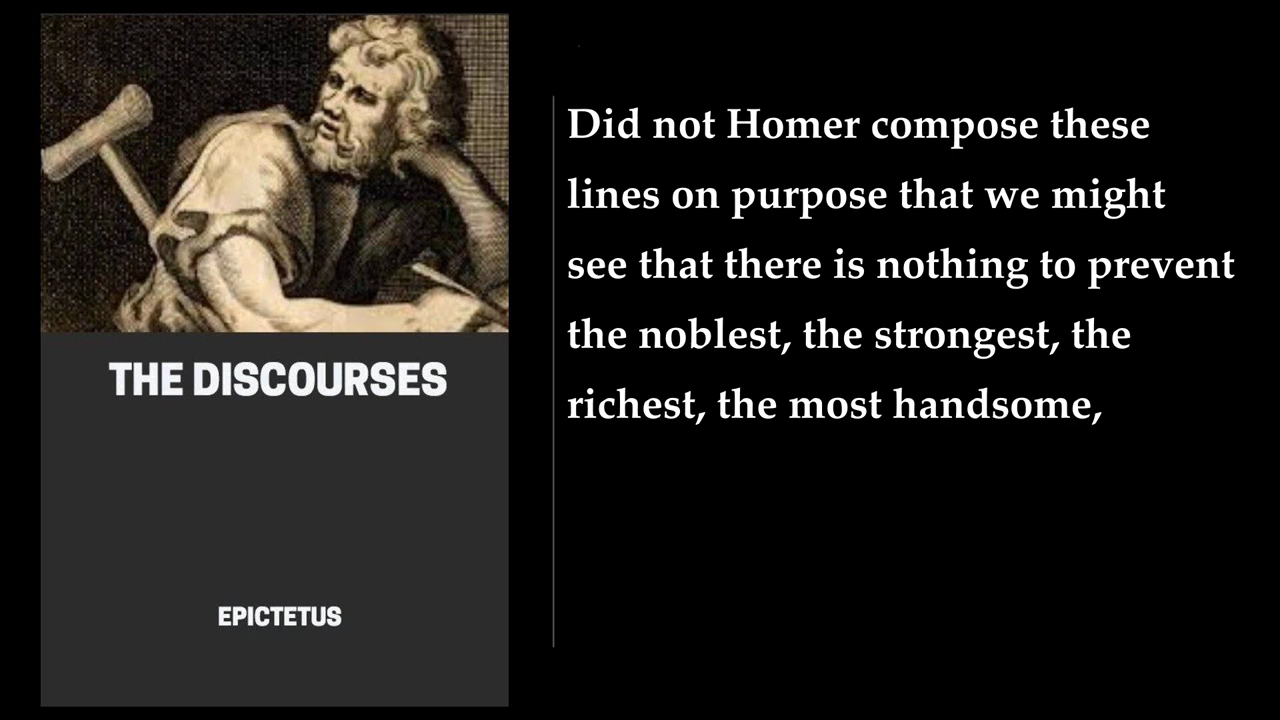 THE DISCOURSES
EPICTETUS
Did not Homer compose these
lines on purpose that we might
see that there is nothing to prevent
the noblest, the strongest, the
richest, the most handsome,